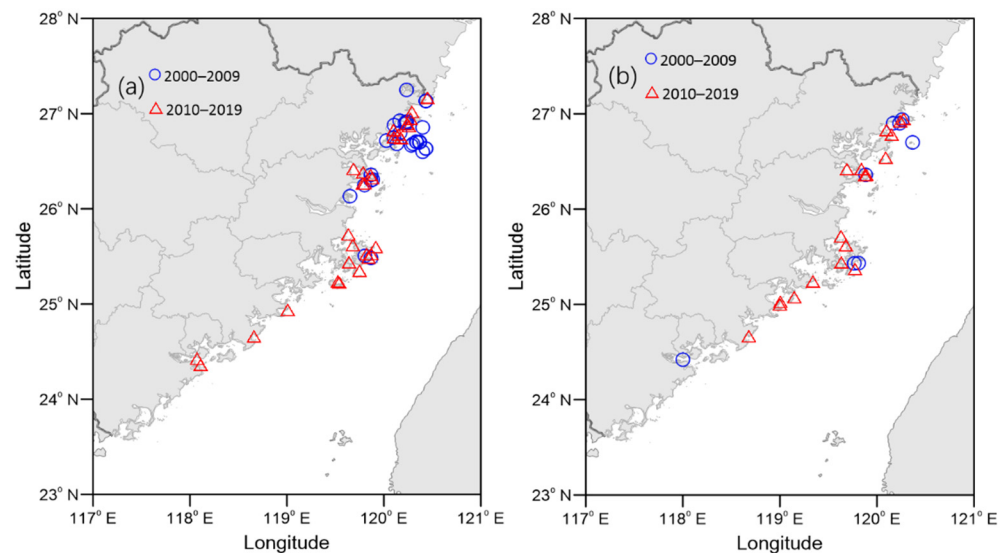 28° N
27° N
26° N
25° N
24° N
23° N
Latitude
(a)
2000–2009
2010–2019
117° E
118° E
119° E
120° E
121° E
Longitude
28° N
27° N
26° N
25° N
24° N
23° N
Latitude
(b)
2000–2009
2010–2019
117° E
118° E
119° E
120° E
121° E
Longitude